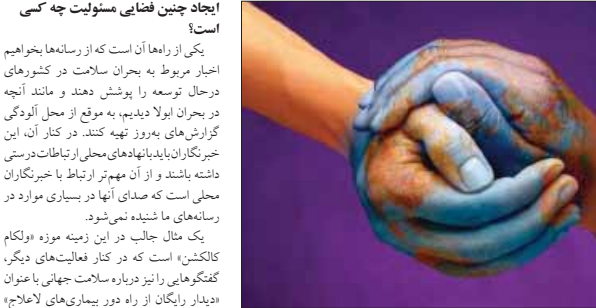 ایجاد چنین فضایی مسئولیت چه کسی
است؟
یکی از راه‌ها آن است که از رسانه‌ها بخواهیم
اخبار مربوط به بحران سلامت در کشورهای
درحال توسعه را پوشش دهند و مانند آنچه
در بحران ابولا دیدیم، به موقع از محل آلودگی
گزارش‌های به‌روز تهیه کنند. در کنار آن، این
خبرنگاران باید با نهادهای محلی ارتباطات درستی
داشته باشند و از آن مهم‌تر ارتباط با خبرنگاران
محلی است که صدای آنها در بسیاری موارد در
رسانه‌های ما شنیده نمی‌شود.
یک مثال جالب در این زمینه موزه «ولکام
کالکشن» است که در کنار فعالیت‌های دیگر،
گفتگوهایی را نیز درباره سلامت جهانی با عنوان
«دیدار رایگان از راه دور بیماری‌های لاعلاج»